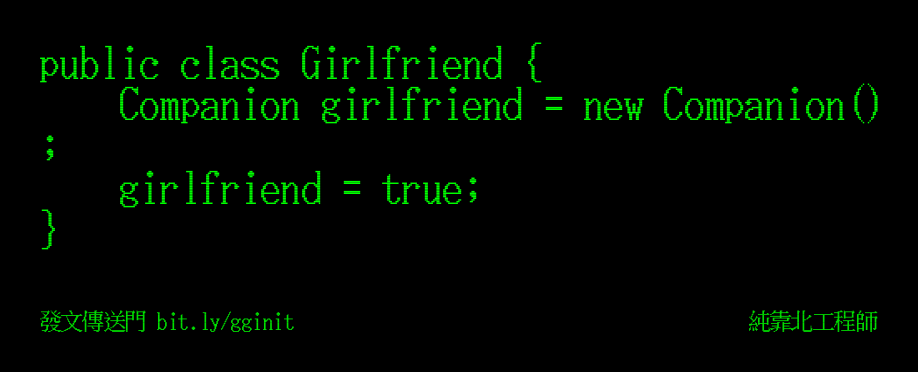 public class Girlfriend {
    Companion girlfriend = new Companion()
;
    girlfriend = true;
}
發文傳送門 bit.ly/gginit
純靠北工程師